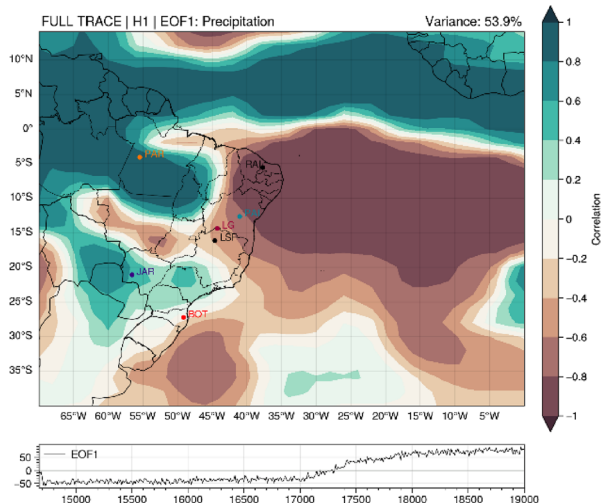 FULL TRACE | H1 | EOF1: Precipitation Variance: 53.9%
10°N
5°N
0°
5°S
10°S
15°S
20°S
25°S
30°S
35°S
PAR
RAL
LG
LSF
JAR
BOT
65°W 60°W 55°W 50°W 45°W 40°W 35°W 30°W 25°W 20°W 15°W 10°W 5°W
1
0.8
0.6
0.4
0.2
0
−0.2
−0.4
−0.6
−0.8
−1
Correlation
EOF1
50
0
−50
15000 15500 16000 16500 17000 17500 18000 18500 19000